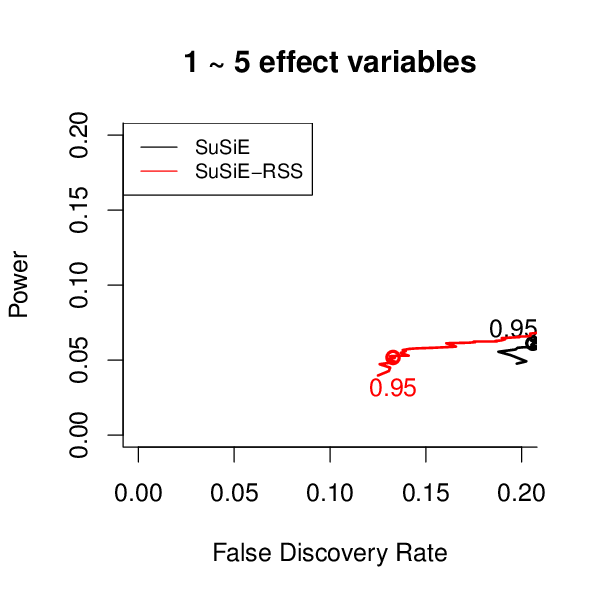 1 ~ 5 effect variables
SuSiE
SuSiE−RSS
Power
0.20
0.15
0.10
0.05
0.00
0.95
0.95
0.00 0.05 0.10 0.15 0.20
False Discovery Rate